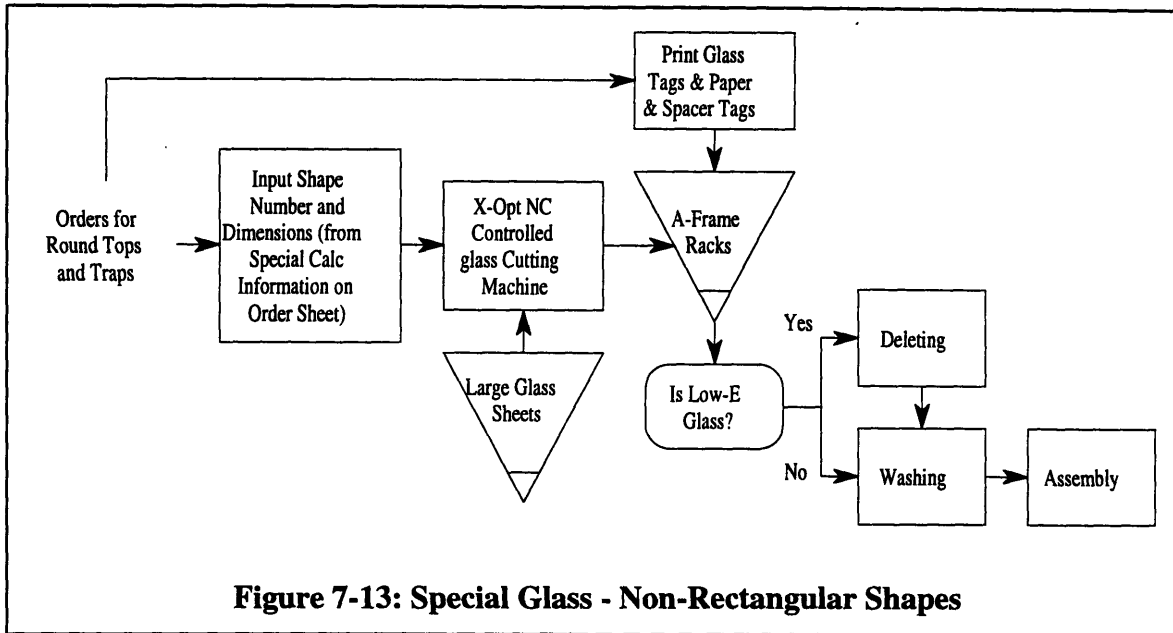 Print Glass
Tags & Paper
& Spacer Tags
Orders for
Round Tops
and Traps
Input Shape
Number and
Dimensions (from
Special Calc
Information on
Order Sheet)
X-Opt NC
Controlled
glass Cutting
Machine
A-Frame
Racks
Large Glass
Sheets
Is Low-E
Glass?
Yes
No
Deleting
Washing
Assembly
Figure 7-13: Special Glass - Non-Rectangular Shapes